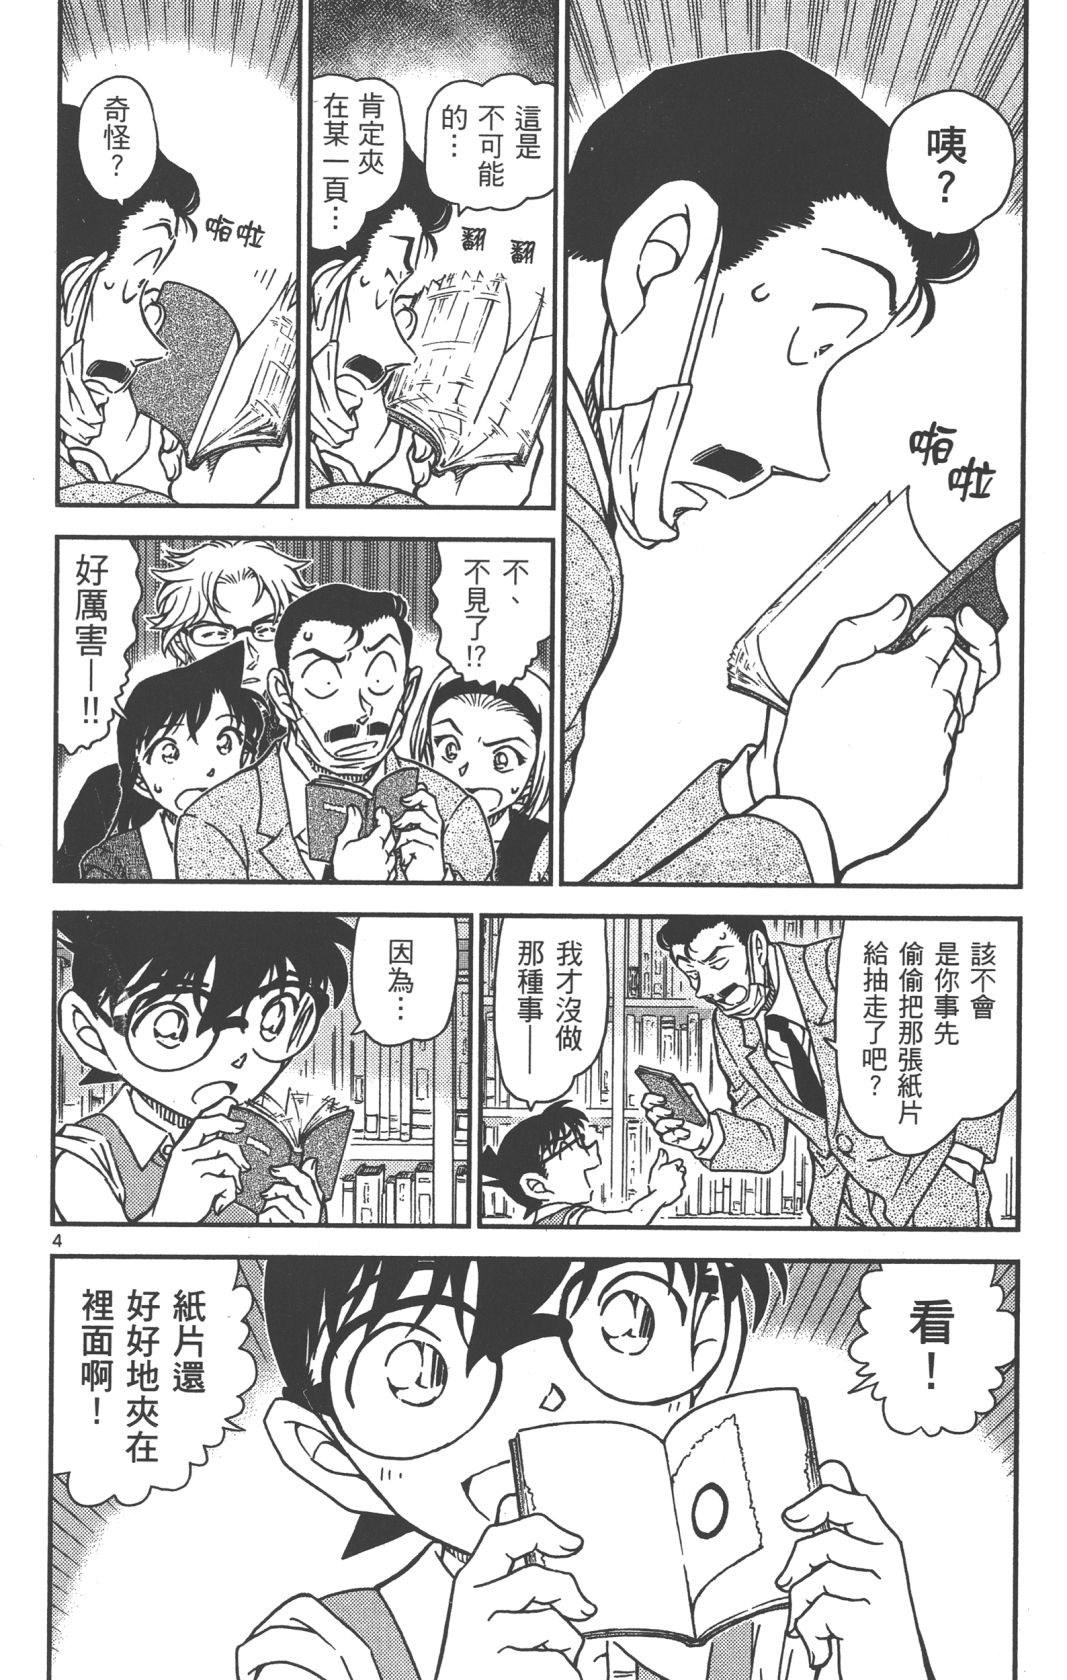 咦?
啪啦
這是
不可能
的…
肯定夾
在某一頁…
翻 翻
奇怪?
啪啦
不、
不見了!?
好厲害—!!
該不會
是你事先
偷偷把那張紙片
給抽走了吧?
我才沒做
那種事—
因為…
4
看!
紙片還
好好地夾在
裡面啊!